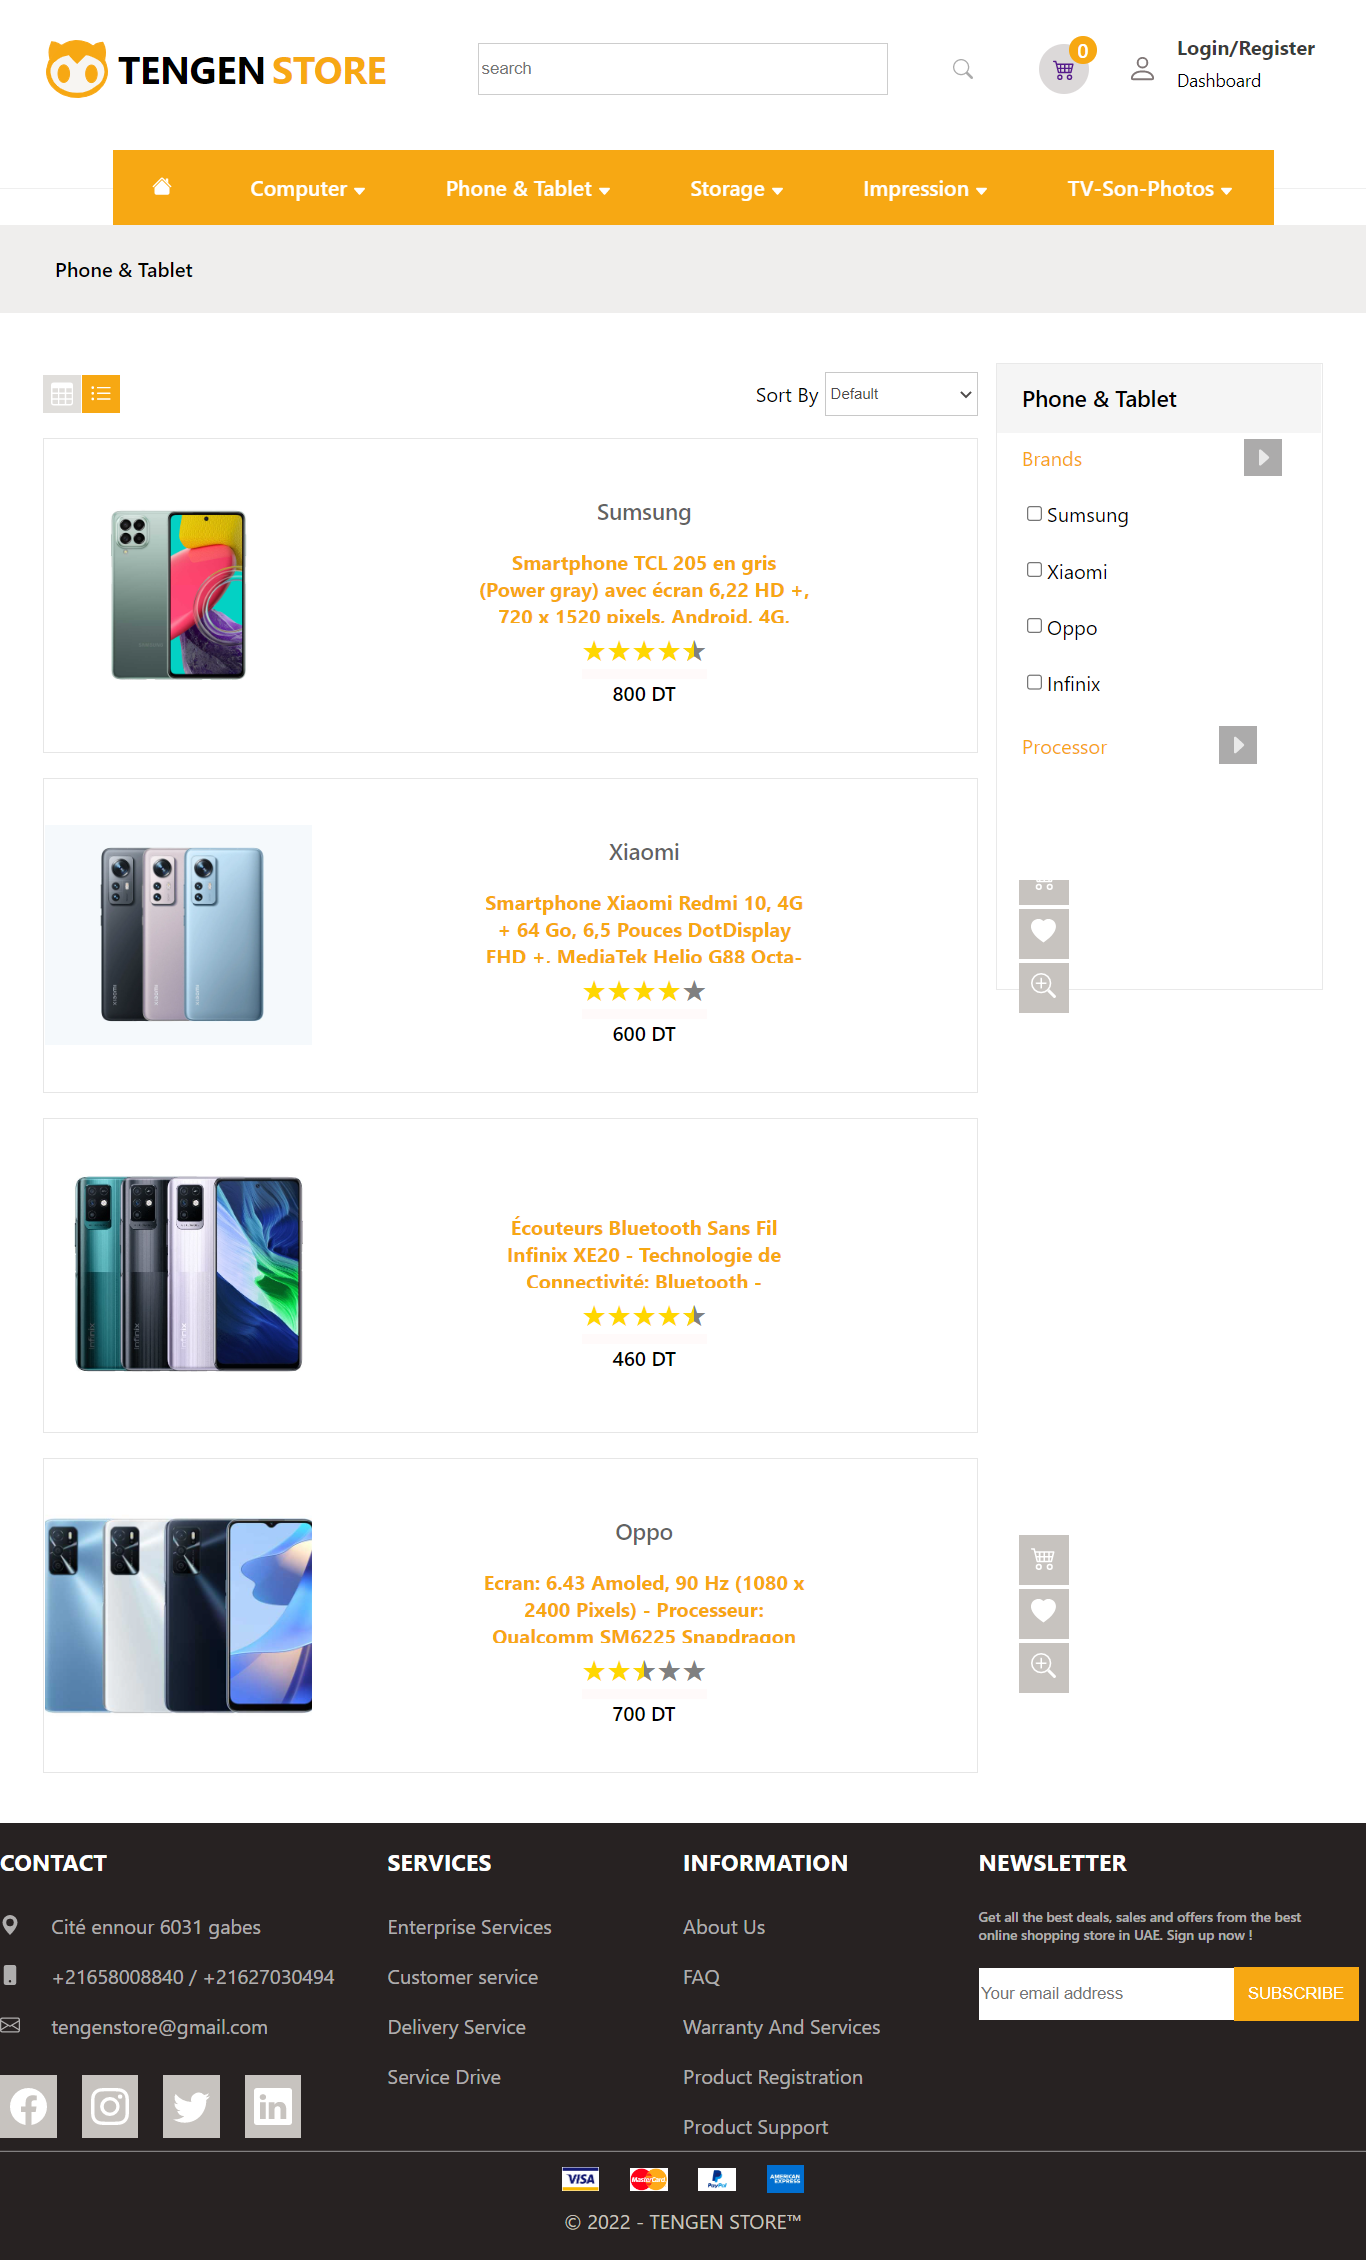 TENGEN STORE
search
0
Login/Register
Dashboard
Computer
Phone & Tablet
Storage
Impression
TV-Son-Photos
Phone & Tablet
Sort By
Default
Sumsung
Smartphone TCL 205 en gris
(Power gray) avec écran 6,22 HD +,
720 x 1520 pixels, Android, 4G,
800 DT
Xiaomi
Smartphone Xiaomi Redmi 10, 4G
+ 64 Go, 6,5 Pouces DotDisplay
FHD +, MediaTek Helio G88 Octa-
600 DT
Écouteurs Bluetooth Sans Fil
Infinix XE20 - Technologie de
Connectivité: Bluetooth -
460 DT
Oppo
Ecran: 6.43 Amoled, 90 Hz (1080 x
2400 Pixels) - Processeur:
Qualcomm SM6225 Snapdragon
700 DT
Phone & Tablet
Brands
Sumsung
Xiaomi
Oppo
Infinix
Processor
CONTACT
Cité ennour 6031 gabes
+21658008840 / +21627030494
tengenstore@gmail.com
SERVICES
Enterprise Services
Customer service
Delivery Service
Service Drive
INFORMATION
About Us
FAQ
Warranty And Services
Product Registration
Product Support
NEWSLETTER
Get all the best deals, sales and offers from the best
online shopping store in UAE. Sign up now !
Your email address
SUBSCRIBE
VISA
MasterCard
PayPal
AMERICAN
EXPRESS
© 2022 - TENGEN STORE™